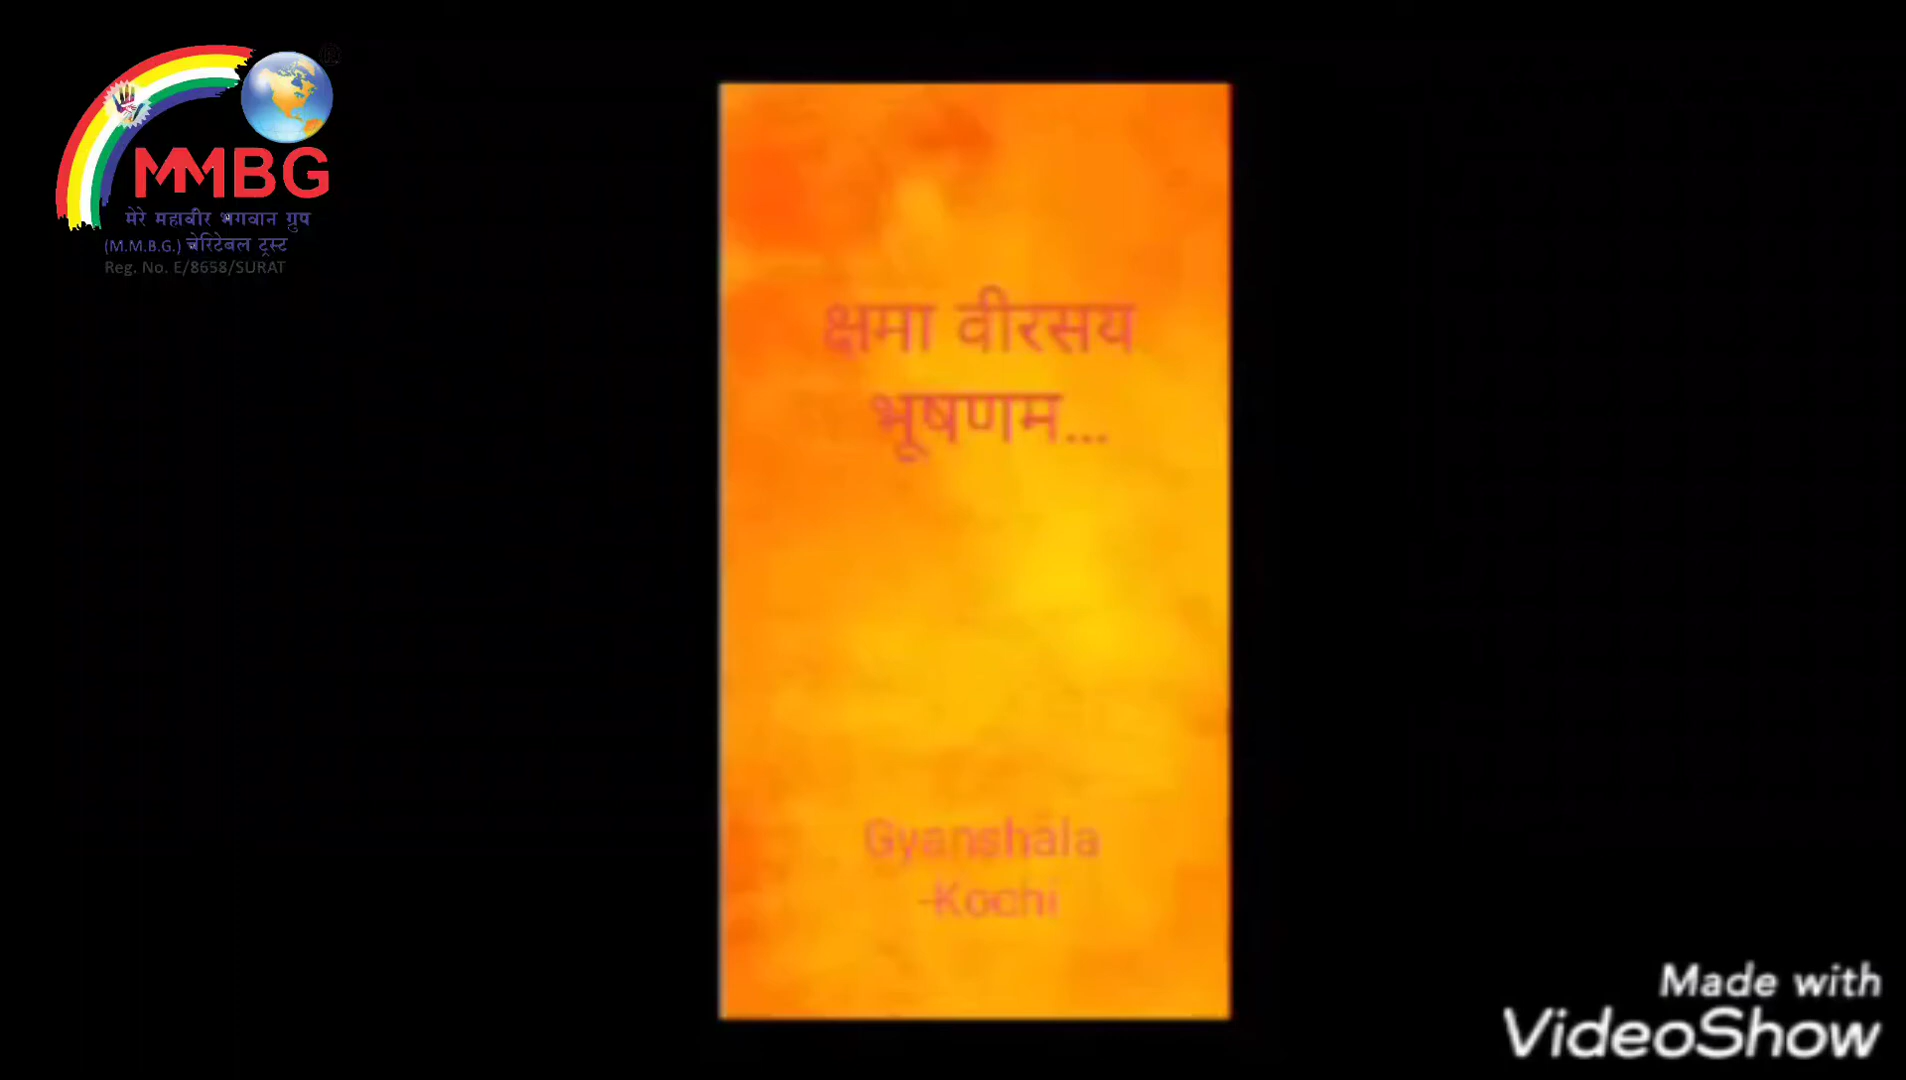 MMBG
मेरे महावीर भगवान ग्रुप
(M.M.B.G.) चेरिटेबल ट्रस्ट
Reg. No. E/8658/SURAT
क्षमा वीरसय
भूषणम...
Gyanshala
-Kochi
Made with
VideoShow